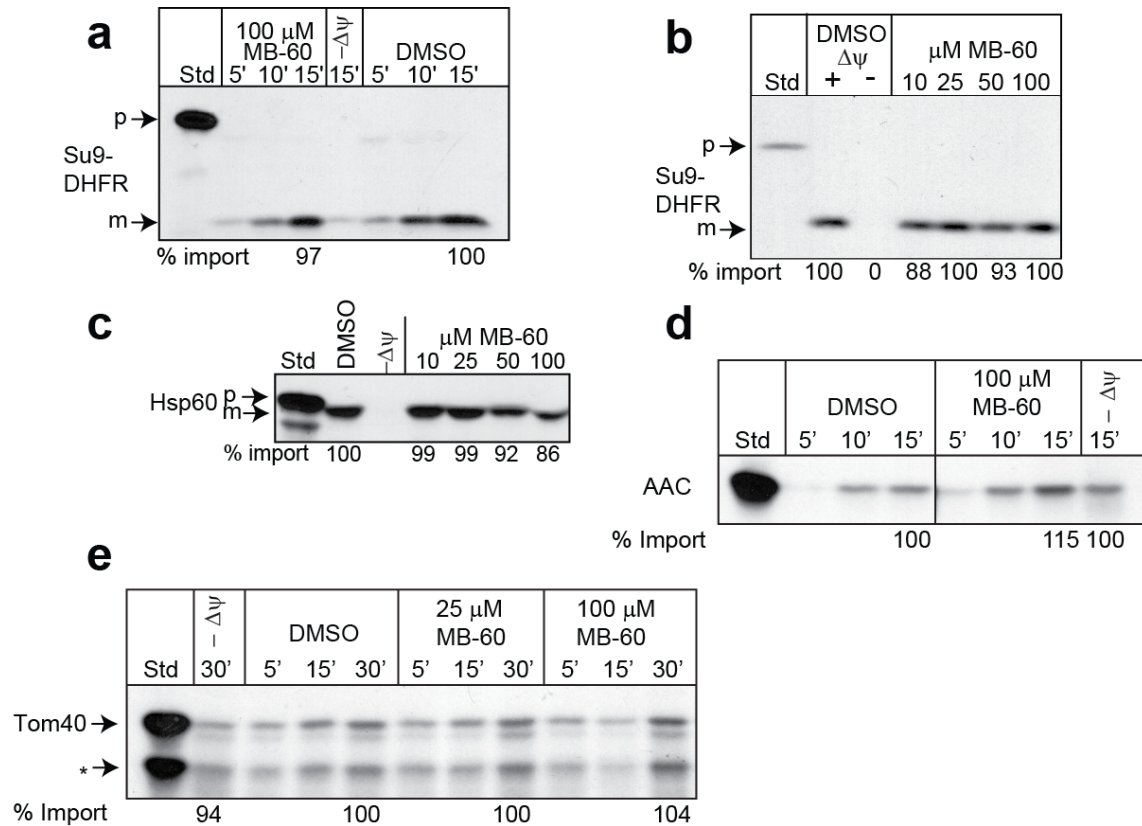 a
100 μM
MB-60
–Δψ
DMSO
Std 5' 10' 15' 15' 5' 10' 15'
p
Su9-
DHFR
m
% import 97 100
b
DMSO
Δψ
μM MB-60
Std + - 10 25 50 100
p
Su9-
DHFR
m
% import 100 0 88 100 93 100
c
μM MB-60
Std DMSO –Δψ 10 25 50 100
p
Hsp60
m
% import 100 99 99 92 86
d
100 μM
DMSO MB-60 – Δψ
Std 5’ 10’ 15’ 5’ 10’ 15’ 15’
AAC
% Import 100 115 100
e
– Δψ
25 μM 100 μM
DMSO MB-60 MB-60
Std 30’ 5’ 15’ 30’ 5’ 15’ 30’ 5’ 15’ 30’
Tom40
*
% Import 94 100 100 104